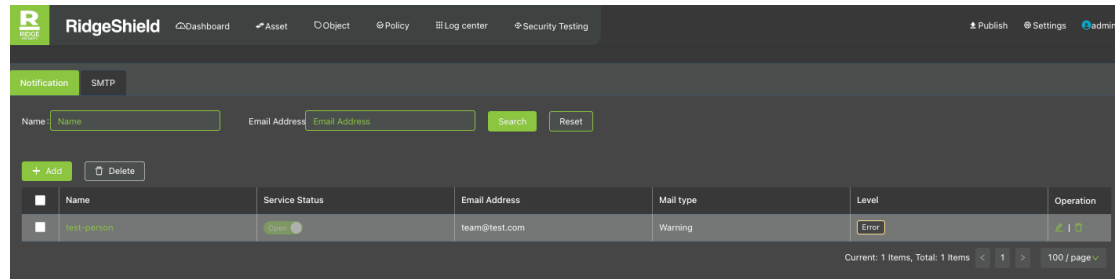 R
RIDGE
SECURITY
RidgeShield
Dashboard
Asset
Object
Policy
Log center
Security Testing
Publish
Settings
admin
Notification
SMTP
Name: Name
Email Address Email Address
Search
Reset
+ Add
Delete
Name Service Status Email Address Mail type Level Operation
test-person Open team@test.com Warning Error |
Current: 1 Items, Total: 1 Items < 1 > 100 / page